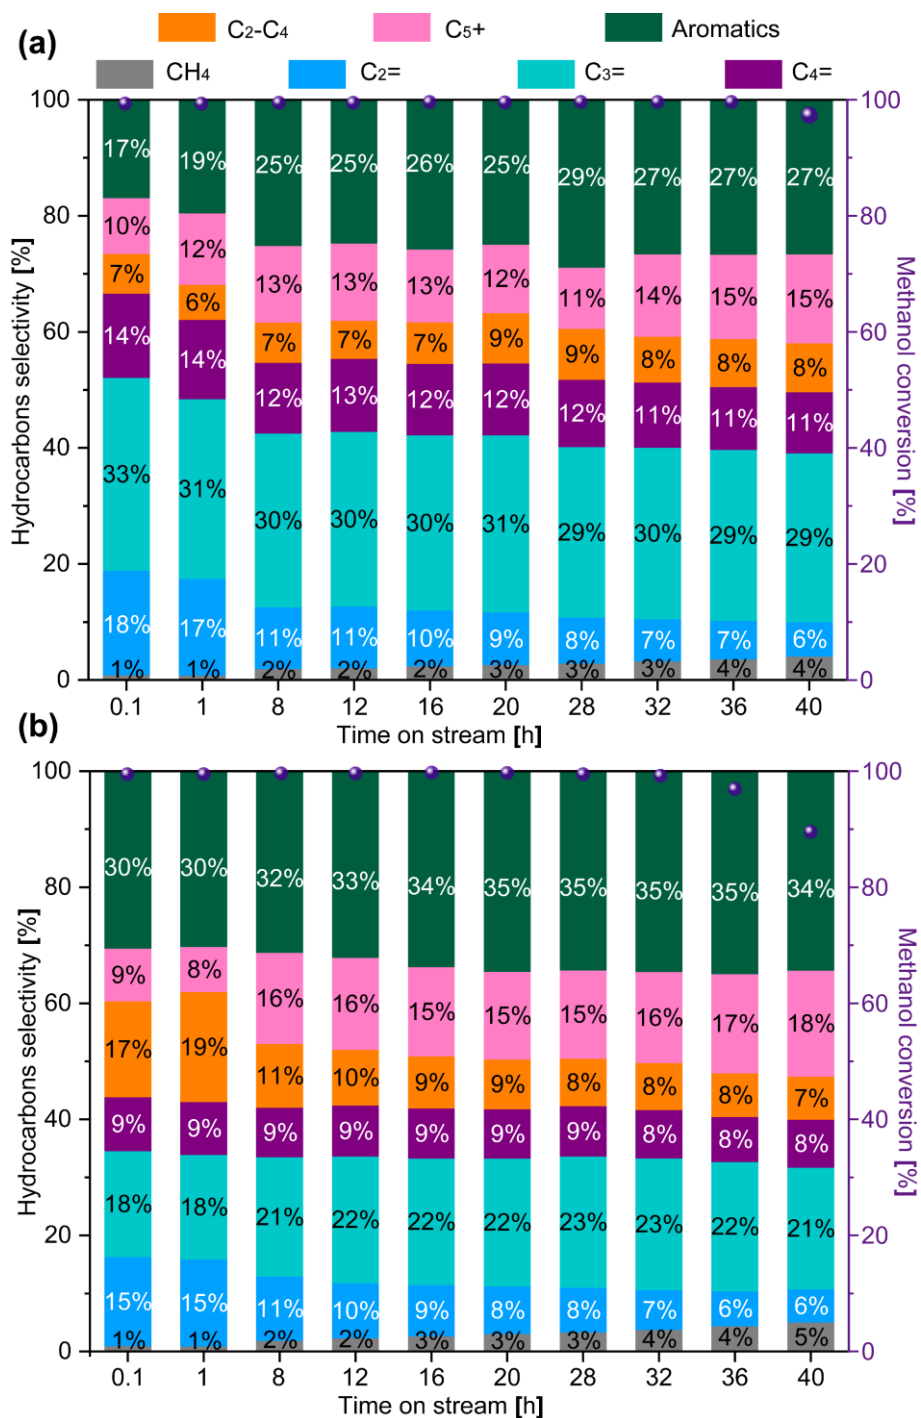 (a)
C₂-C₄ C₅+ Aromatics
CH₄ C₂= C₃= C₄=
100 100
17% 19% 25% 25% 26% 25% 29% 27% 27% 27%
80 80
10% 12% 13% 13% 13% 12% 11% 14% 15% 15%
7% 6% 7% 7% 7% 9% 9% 8% 8% 8%
60 60
14% 14% 12% 13% 12% 12% 12% 11% 11% 11%
40 40
33% 31% 30% 30% 30% 31% 29% 30% 29% 29%
20 20
18% 17% 11% 11% 10% 9% 8% 7% 7% 6%
1% 1% 2% 2% 2% 3% 3% 3% 4% 4%
0 0
0.1 1 8 12 16 20 28 32 36 40
Hydrocarbons selectivity [%]
Methanol conversion [%]
Time on stream [h]
(b)
100 100
30% 30% 32% 33% 34% 35% 35% 35% 35% 34%
80 80
9% 8% 16% 16% 15% 15% 15% 16% 17% 18%
60 60
17% 19% 11% 10% 9% 9% 8% 8% 8% 7%
40 40
9% 9% 9% 9% 9% 9% 9% 8% 8% 8%
18% 18% 21% 22% 22% 22% 23% 23% 22% 21%
20 20
15% 15% 11% 10% 9% 8% 8% 7% 6% 6%
1% 1% 2% 2% 3% 3% 3% 4% 4% 5%
0 0
0.1 1 8 12 16 20 28 32 36 40
Hydrocarbons selectivity [%]
Methanol conversion [%]
Time on stream [h]